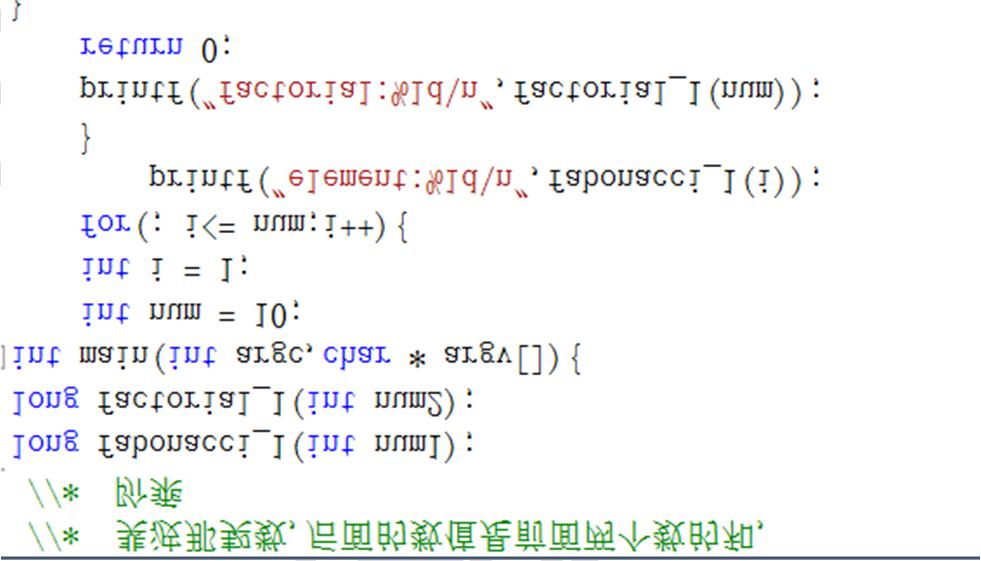 //* 斐波那契数,后面的数值是前面两个数的和,
//* 阶乘
long fabonacci_1(int num1);
long factorial_1(int num2);
int main(int argc,char * argv[]){
int num = 10;
int i = 1;
for(; i<= num;i++){
printf("element:%ld\n",fabonacci_1(i));
}
printf("factorial:%ld\n",factorial_1(num));
return 0;
}